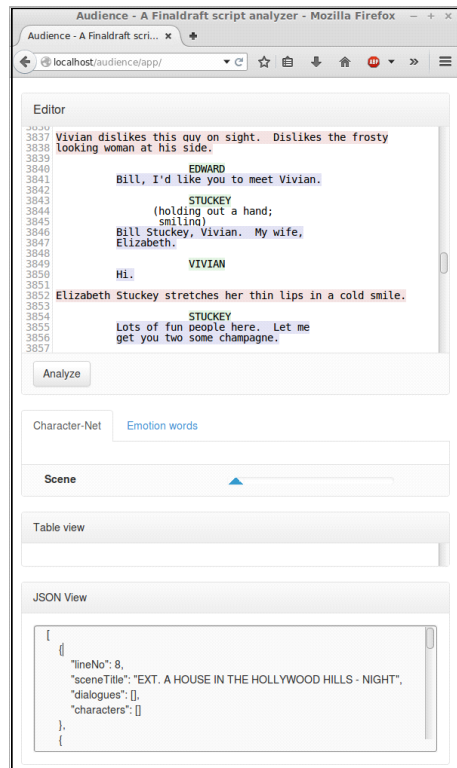 Audience - A Finaldraft script analyzer - Mozilla Firefox
Audience - A Finaldraft scri...
localhost/audience/app/
Editor
3836
3837 Vivian dislikes this guy on sight.  Dislikes the frosty
3838 looking woman at his side.
3839
3840 EDWARD
3841 Bill, I'd like you to meet Vivian.
3842
3843 STUCKEY
3844 (holding out a hand;
3845 smiling)
3846 Bill Stuckey, Vivian.  My wife,
3847 Elizabeth.
3848
3849 VIVIAN
3850 Hi.
3851
3852 Elizabeth Stuckey stretches her thin lips in a cold smile.
3853
3854 STUCKEY
3855 Lots of fun people here.  Let me
3856 get you two some champagne.
3857
Analyze
Character-Net Emotion words
Scene
Table view
JSON View
[
{
"lineNo": 8,
"sceneTitle": "EXT. A HOUSE IN THE HOLLYWOOD HILLS - NIGHT",
"dialogues": [],
"characters": []
},
{